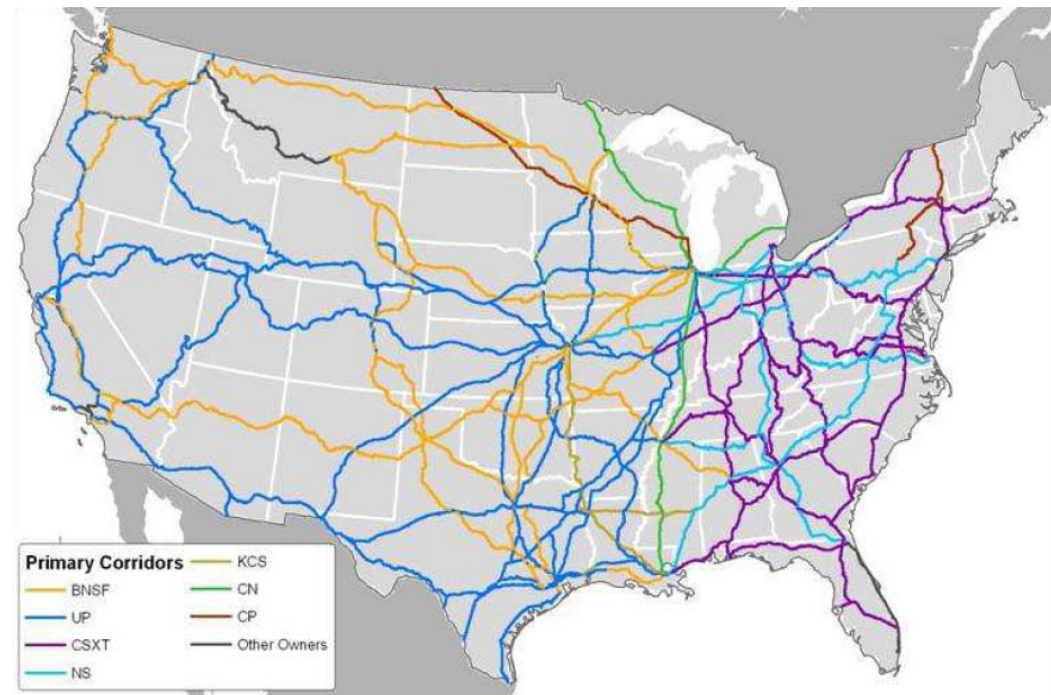 Primary Corridors
BNSF
UP
CSXT
NS
KCS
CN
CP
Other Owners